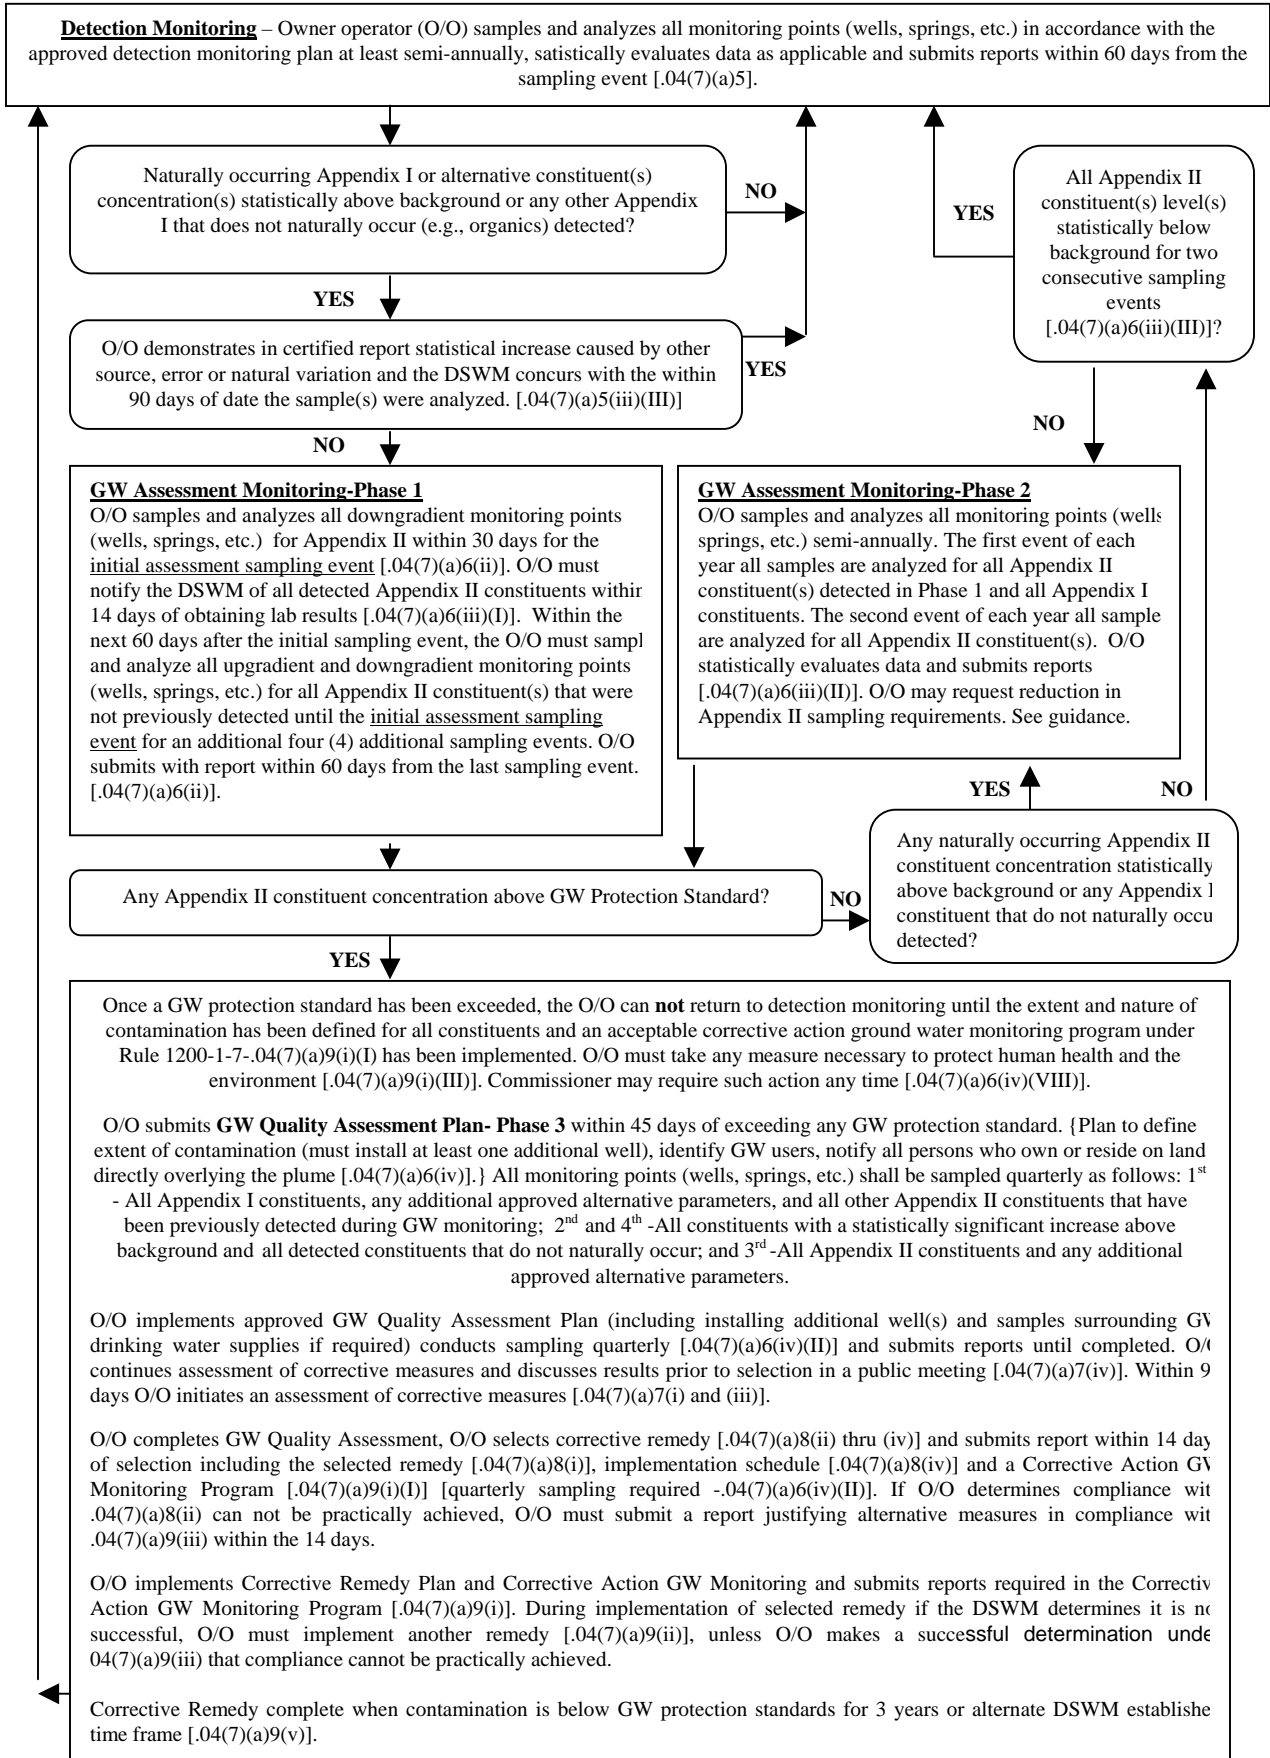 Detection Monitoring – Owner operator (O/O) samples and analyzes all monitoring points (wells, springs, etc.) in accordance with the
approved detection monitoring plan at least semi-annually, satistically evaluates data as applicable and submits reports within 60 days from the
sampling event [.04(7)(a)5].
Naturally occurring Appendix I or alternative constituent(s)
concentration(s) statistically above background or any other Appendix
I that does not naturally occur (e.g., organics) detected?
NO
YES
All Appendix II
constituent(s) level(s)
statistically below
background for two
consecutive sampling
events
[.04(7)(a)6(iii)(III)]?
YES
O/O demonstrates in certified report statistical increase caused by other
source, error or natural variation and the DSWM concurs with the within
90 days of date the sample(s) were analyzed. [.04(7)(a)5(iii)(III)]
YES
NO
NO
GW Assessment Monitoring-Phase 1
O/O samples and analyzes all downgradient monitoring points
(wells, springs, etc.)  for Appendix II within 30 days for the
initial assessment sampling event [.04(7)(a)6(ii)]. O/O must
notify the DSWM of all detected Appendix II constituents within
14 days of obtaining lab results [.04(7)(a)6(iii)(I)].  Within the
next 60 days after the initial sampling event, the O/O must sampl
and analyze all upgradient and downgradient monitoring points
(wells, springs, etc.) for all Appendix II constituent(s) that were
not previously detected until the initial assessment sampling
event for an additional four (4) additional sampling events. O/O
submits with report within 60 days from the last sampling event.
[.04(7)(a)6(ii)].
GW Assessment Monitoring-Phase 2
O/O samples and analyzes all monitoring points (wells
springs, etc.) semi-annually. The first event of each
year all samples are analyzed for all Appendix II
constituent(s) detected in Phase 1 and all Appendix I
constituents. The second event of each year all sample
are analyzed for all Appendix II constituent(s).  O/O
statistically evaluates data and submits reports
[.04(7)(a)6(iii)(II)]. O/O may request reduction in
Appendix II sampling requirements. See guidance.
YES
NO
Any naturally occurring Appendix II
constituent concentration statistically
above background or any Appendix I
constituent that do not naturally occu
detected?
Any Appendix II constituent concentration above GW Protection Standard?
NO
YES
Once a GW protection standard has been exceeded, the O/O can not return to detection monitoring until the extent and nature of
contamination has been defined for all constituents and an acceptable corrective action ground water monitoring program under
Rule 1200-1-7-.04(7)(a)9(i)(I) has been implemented. O/O must take any measure necessary to protect human health and the
environment [.04(7)(a)9(i)(III)]. Commissioner may require such action any time [.04(7)(a)6(iv)(VIII)].
O/O submits GW Quality Assessment Plan- Phase 3 within 45 days of exceeding any GW protection standard. {Plan to define
extent of contamination (must install at least one additional well), identify GW users, notify all persons who own or reside on land
directly overlying the plume [.04(7)(a)6(iv)].} All monitoring points (wells, springs, etc.) shall be sampled quarterly as follows: 1st
- All Appendix I constituents, any additional approved alternative parameters, and all other Appendix II constituents that have
been previously detected during GW monitoring;  2nd and 4th -All constituents with a statistically significant increase above
background and  all detected constituents that do not naturally occur; and 3rd -All Appendix II constituents and any additional
approved alternative parameters.
O/O implements approved GW Quality Assessment Plan (including installing additional well(s) and samples surrounding GW
drinking water supplies if required) conducts sampling quarterly [.04(7)(a)6(iv)(II)] and submits reports until completed. O/O
continues assessment of corrective measures and discusses results prior to selection in a public meeting [.04(7)(a)7(iv)]. Within 9
days O/O initiates an assessment of corrective measures [.04(7)(a)7(i) and (iii)].
O/O completes GW Quality Assessment, O/O selects corrective remedy [.04(7)(a)8(ii) thru (iv)] and submits report within 14 day
of selection including the selected remedy [.04(7)(a)8(i)], implementation schedule [.04(7)(a)8(iv)] and a Corrective Action GW
Monitoring Program [.04(7)(a)9(i)(I)] [quarterly sampling required -.04(7)(a)6(iv)(II)]. If O/O determines compliance wit
.04(7)(a)8(ii) can not be practically achieved, O/O must submit a report justifying alternative measures in compliance wit
.04(7)(a)9(iii) within the 14 days.
O/O implements Corrective Remedy Plan and Corrective Action GW Monitoring and submits reports required in the Correctiv
Action GW Monitoring Program [.04(7)(a)9(i)]. During implementation of selected remedy if the DSWM determines it is no
successful, O/O must implement another remedy [.04(7)(a)9(ii)], unless O/O makes a successful determination unde
04(7)(a)9(iii) that compliance cannot be practically achieved.
Corrective Remedy complete when contamination is below GW protection standards for 3 years or alternate DSWM establishe
time frame [.04(7)(a)9(v)].